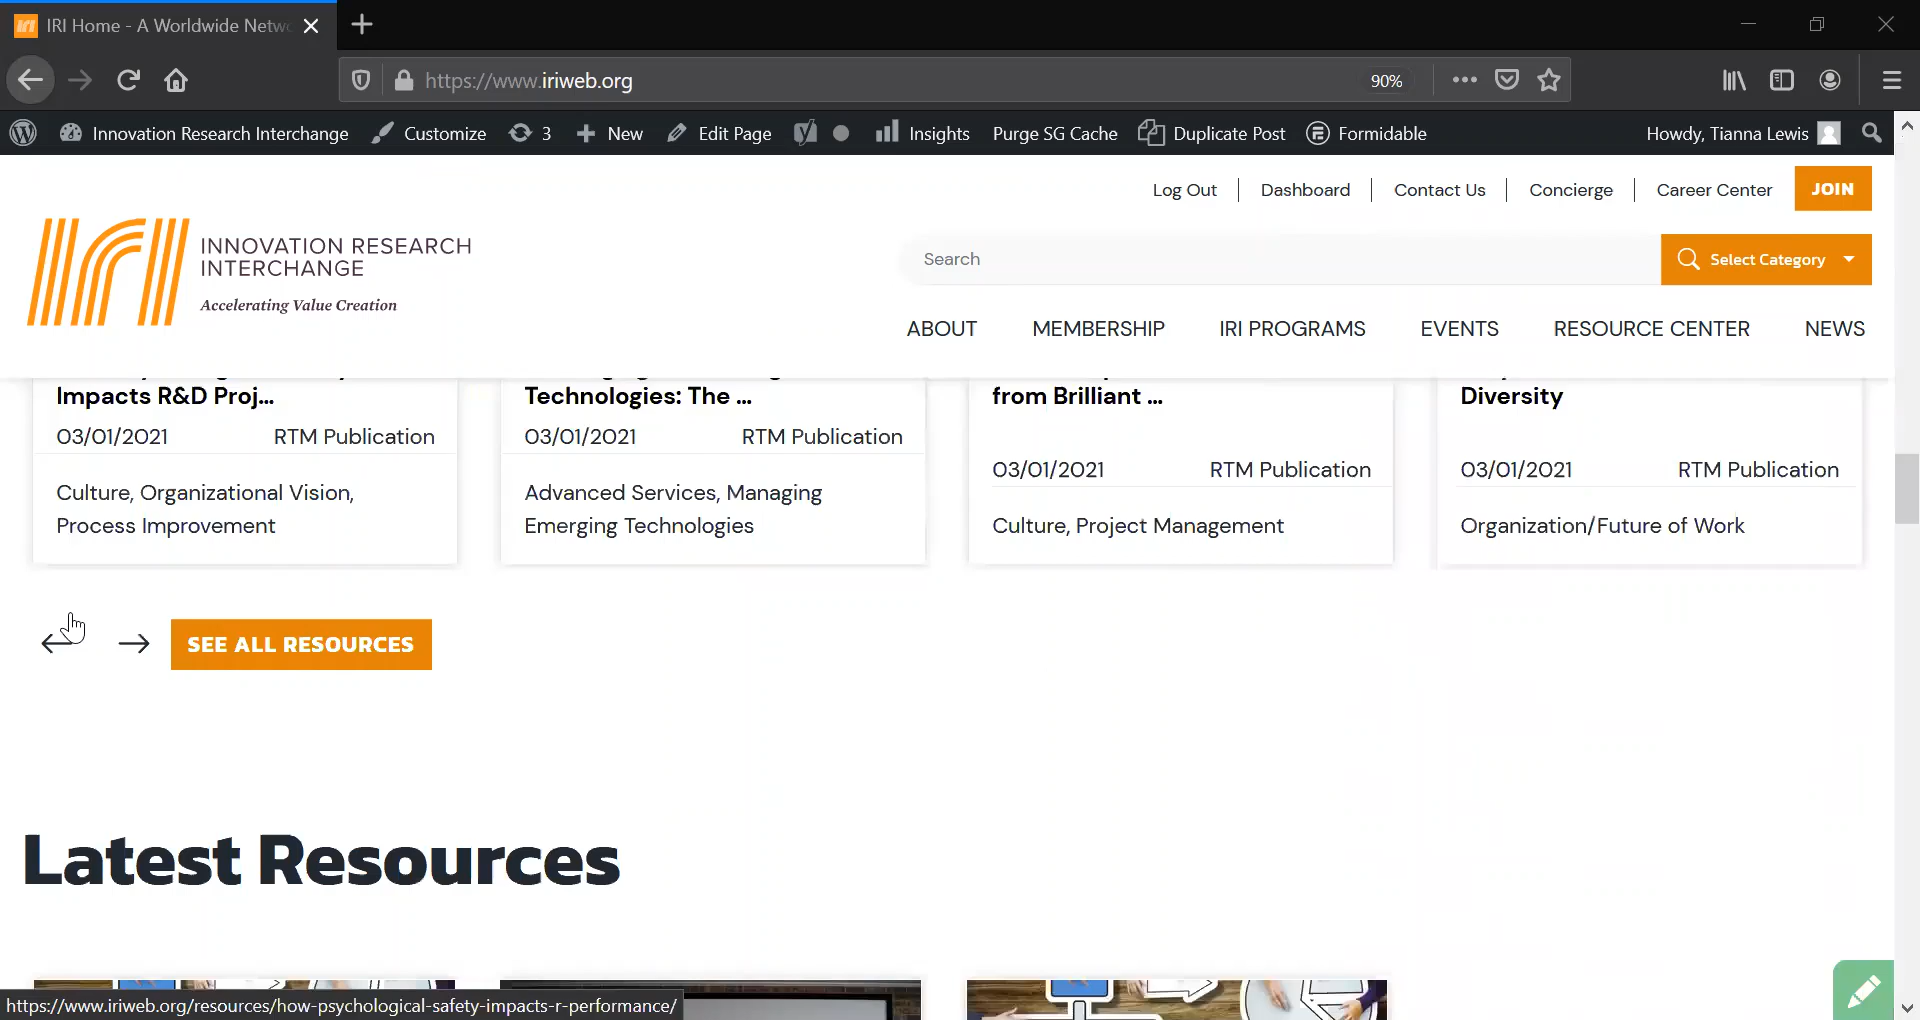 IRI Home - A Worldwide Netwo
https://www.iriweb.org
90%
Innovation Research Interchange
Customize
3
New
Edit Page
Insights
Purge SG Cache
Duplicate Post
Formidable
Howdy, Tianna Lewis
Log Out
Dashboard
Contact Us
Concierge
Career Center
JOIN
INNOVATION RESEARCH
INTERCHANGE
Accelerating Value Creation
Search
Select Category
ABOUT
MEMBERSHIP
IRI PROGRAMS
EVENTS
RESOURCE CENTER
NEWS
Impacts R&D Proj...
03/01/2021
RTM Publication
Culture, Organizational Vision,
Process Improvement
Technologies: The ...
03/01/2021
RTM Publication
Advanced Services, Managing
Emerging Technologies
from Brilliant ...
03/01/2021
RTM Publication
Culture, Project Management
Diversity
03/01/2021
RTM Publication
Organization/Future of Work
SEE ALL RESOURCES
Latest Resources
https://www.iriweb.org/resources/how-psychological-safety-impacts-r-performance/